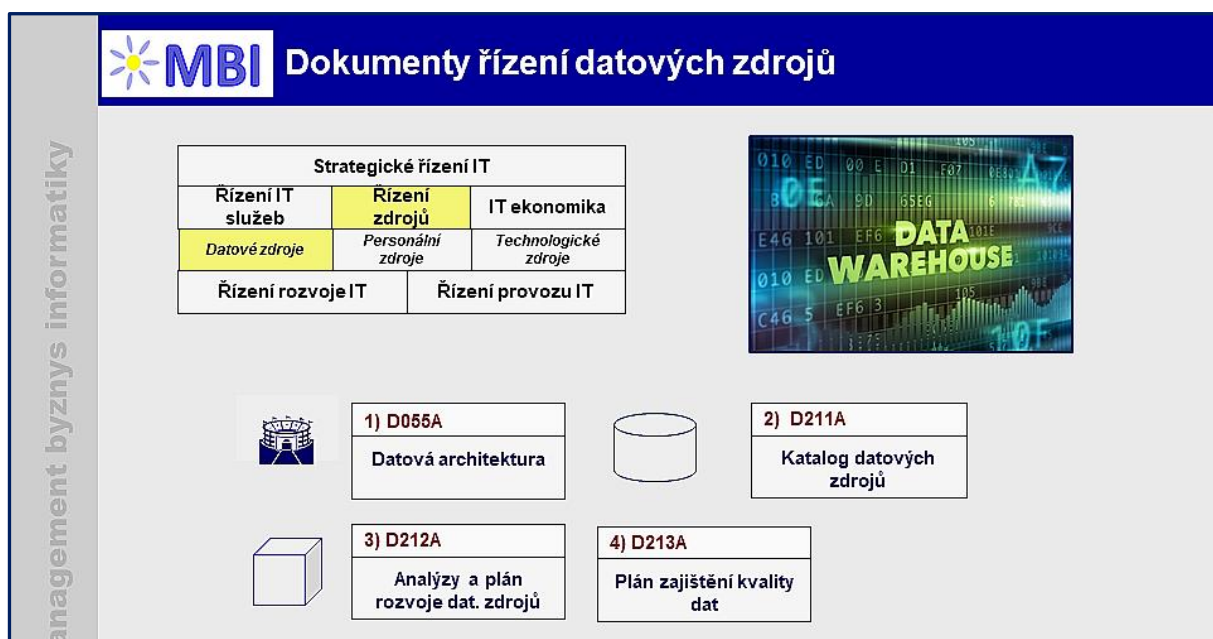 MBI Dokumenty řízení datových zdrojů
anagement byznys informatiky
Strategické řízení IT
Řízení IT
služeb
Řízení
zdrojů
IT ekonomika
Datové zdroje
Personální
zdroje
Technologické
zdroje
Řízení rozvoje IT
Řízení provozu IT
DATA
WAREHOUSE
1) D055A
Datová architektura
2) D211A
Katalog datových
zdrojů
3) D212A
Analýzy a plán
rozvoje dat. zdrojů
4) D213A
Plán zajištění kvality
dat